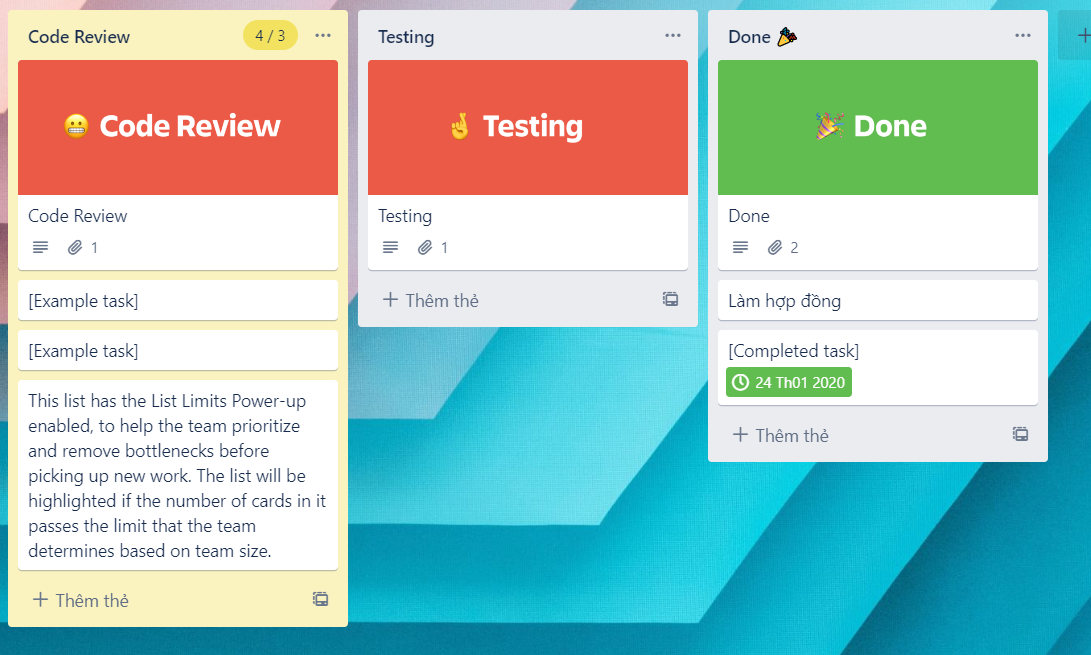 Code Review
4 / 3
😬 Code Review
Code Review
1
[Example task]
[Example task]
This list has the List Limits Power-up
enabled, to help the team prioritize
and remove bottlenecks before
picking up new work. The list will be
highlighted if the number of cards in it
passes the limit that the team
determines based on team size.
+ Thêm thẻ
Testing
🤞 Testing
Testing
1
+ Thêm thẻ
Done 🎉
🎉 Done
Done
2
Làm hợp đồng
[Completed task]
24 Th01 2020
+ Thêm thẻ